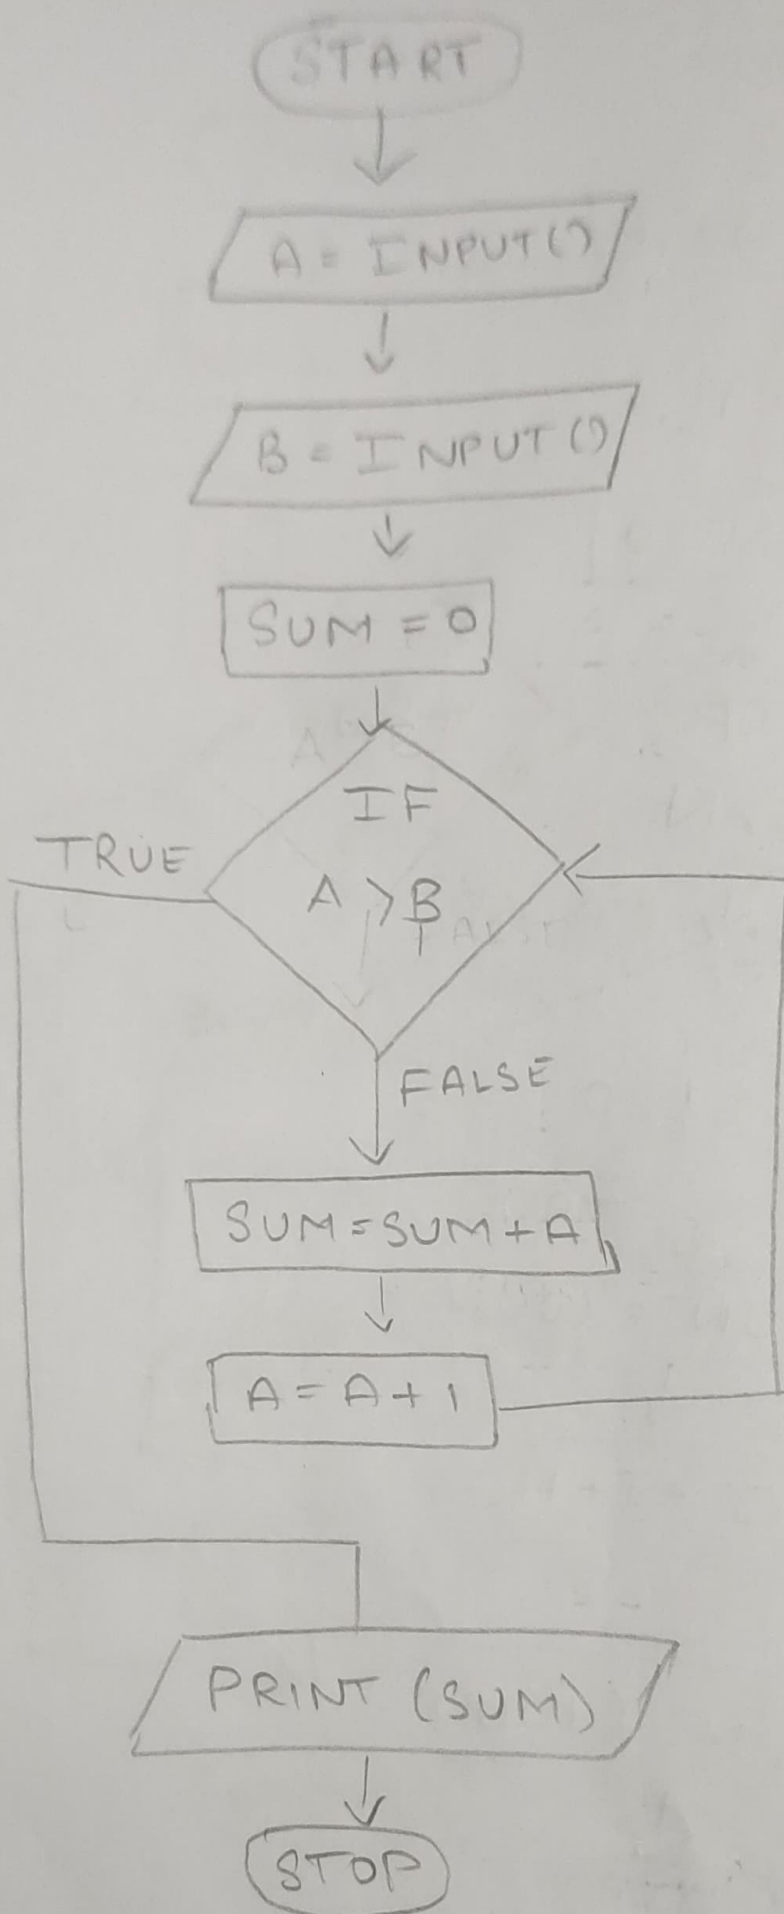 START
A = INPUT()
B = INPUT()
SUM = 0
IF
A > B
TRUE
FALSE
SUM = SUM + A
A = A + 1
PRINT (SUM)
STOP